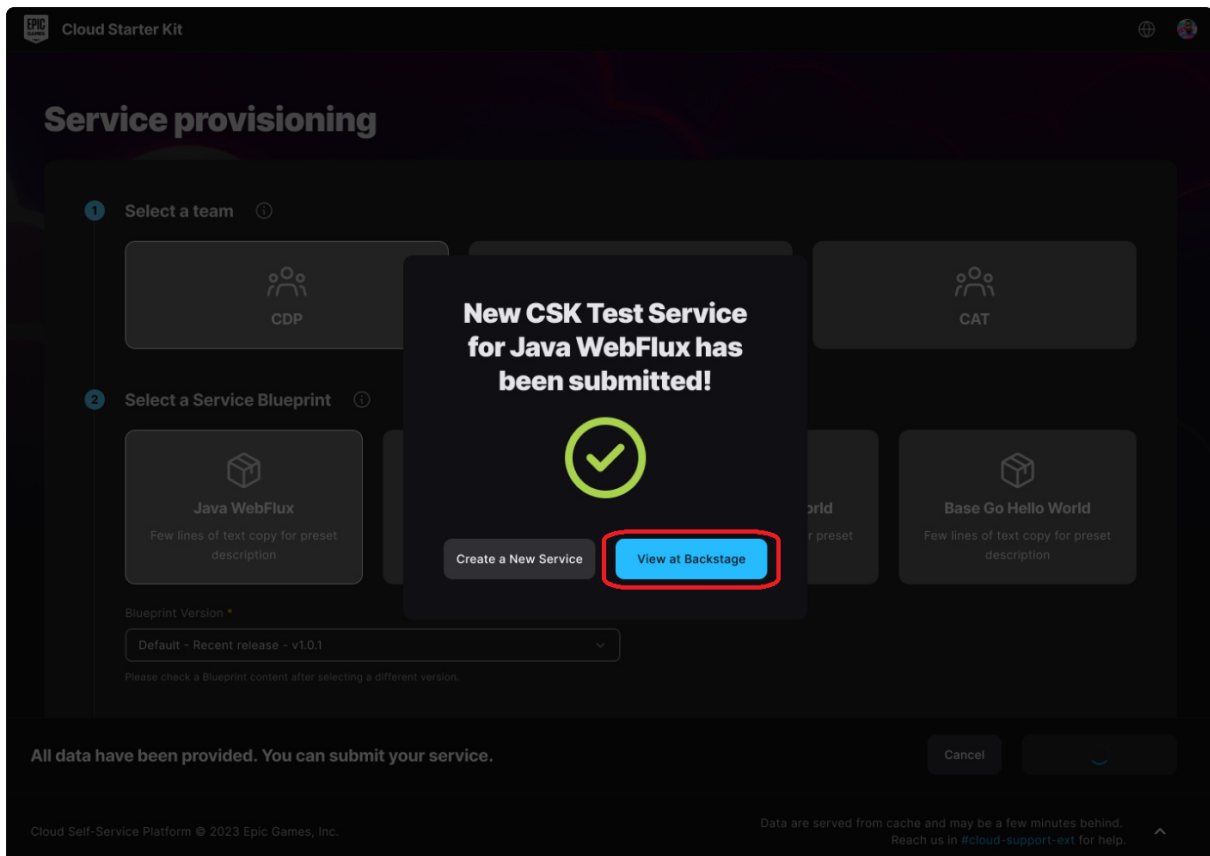 EPIC
GAMES
Cloud Starter Kit
Service provisioning
1 Select a team
CDP
CAT
New CSK Test Service
for Java WebFlux has
been submitted!
Create a New Service
View at Backstage
2 Select a Service Blueprint
Java WebFlux
Few lines of text copy for preset
description
orld
r preset
Base Go Hello World
Few lines of text copy for preset
description
Blueprint Version *
Default - Recent release - v1.0.1
Please check a Blueprint content after selecting a different version.
All data have been provided. You can submit your service.
Cancel
Cloud Self-Service Platform © 2023 Epic Games, Inc.
Data are served from cache and may be a few minutes behind.
Reach us in #cloud-support-ext for help.